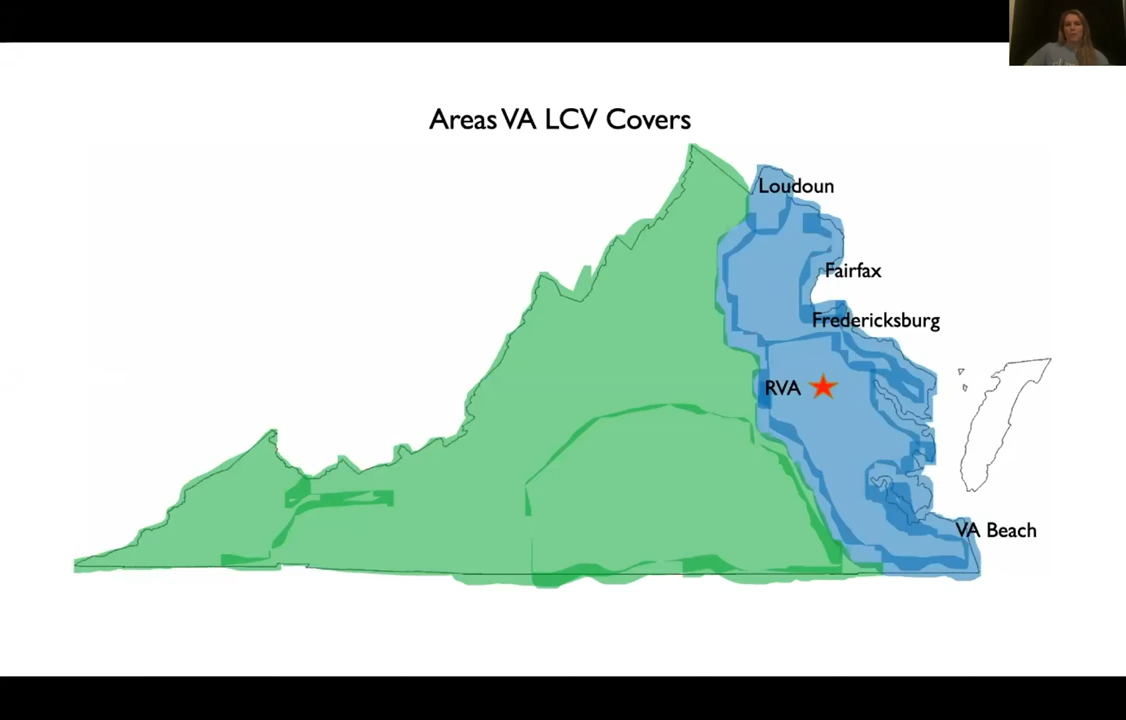 Areas VA LCV Covers
Loudoun
Fairfax
Fredericksburg
RVA
VA Beach